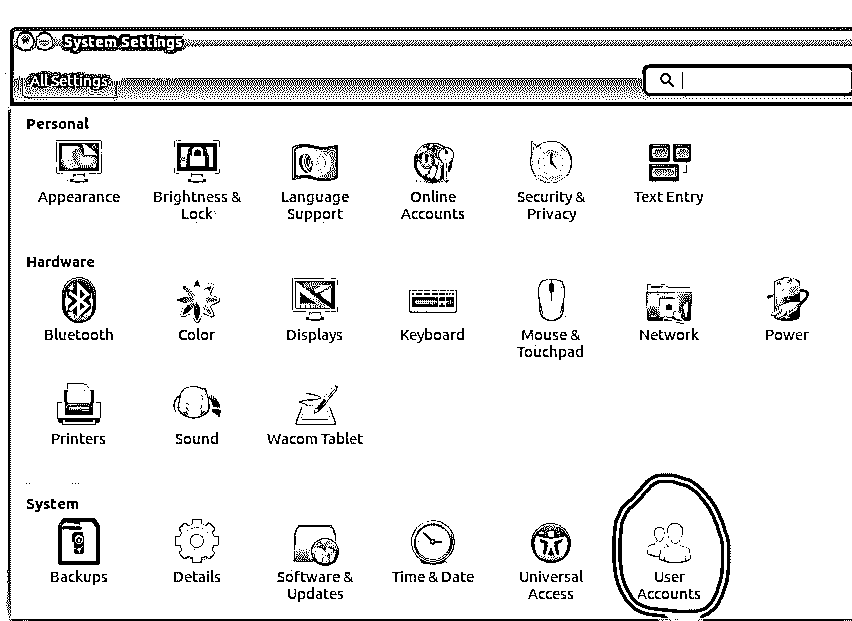 System Settings
All Settings
Personal
Appearance
Brightness &
Lock
Language
Support
Online
Accounts
Security &
Privacy
Text Entry
Hardware
Bluetooth
Color
Displays
Keyboard
Mouse &
Touchpad
Network
Power
Printers
Sound
Wacom Tablet
System
Backups
Details
Software &
Updates
Time & Date
Universal
Access
User
Accounts